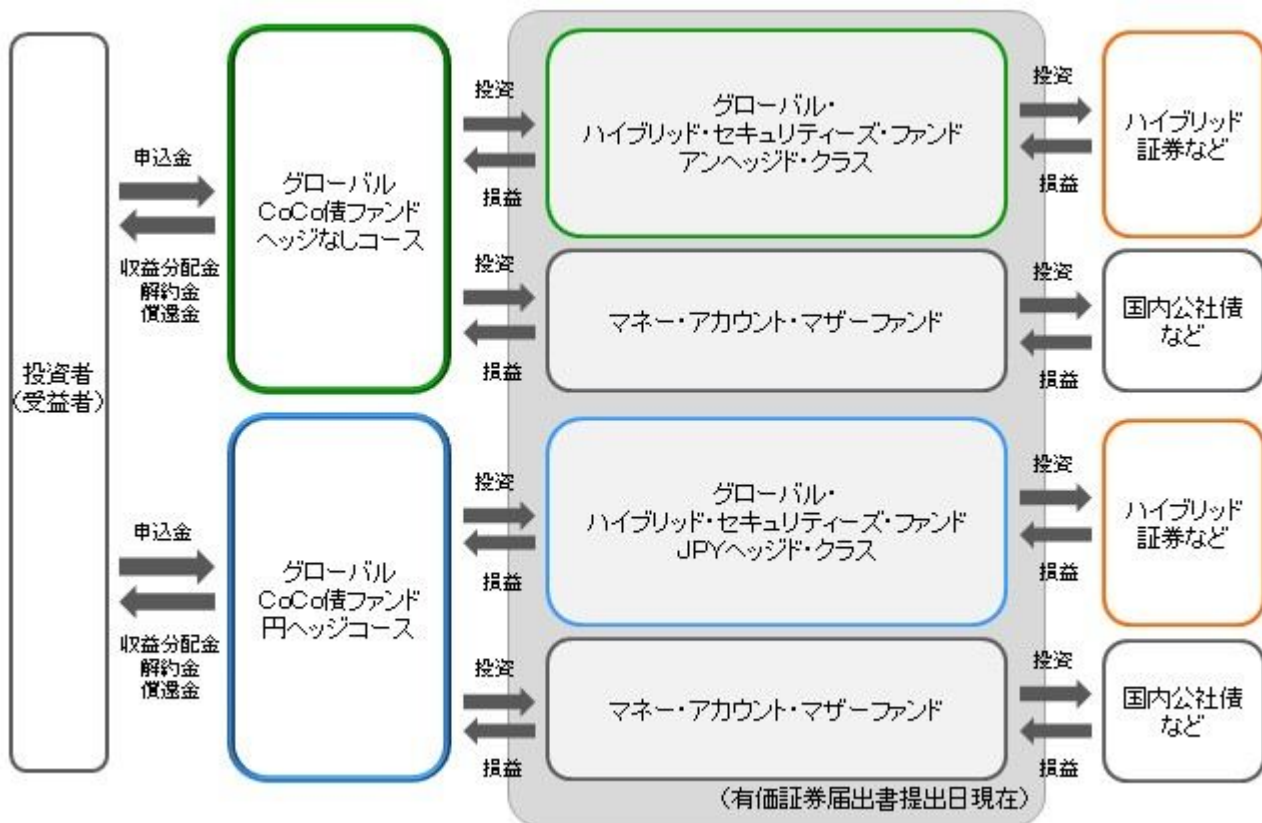 投資者
(受益者)
申込金
収益分配金
解約金
償還金
グローバル
CoCo債ファンド
ヘッジなしコース
投資
損益
グローバル・
ハイブリッド・セキュリティーズ・ファンド
アンヘッジド・クラス
投資
損益
ハイブリッド
証券など
投資
損益
マネー・アカウント・マザーファンド
投資
損益
国内公社債
など
申込金
収益分配金
解約金
償還金
グローバル
CoCo債ファンド
円ヘッジコース
投資
損益
グローバル・
ハイブリッド・セキュリティーズ・ファンド
JPYヘッジド・クラス
投資
損益
ハイブリッド
証券など
投資
損益
マネー・アカウント・マザーファンド
投資
損益
国内公社債
など
(有価証券届出書提出日現在)